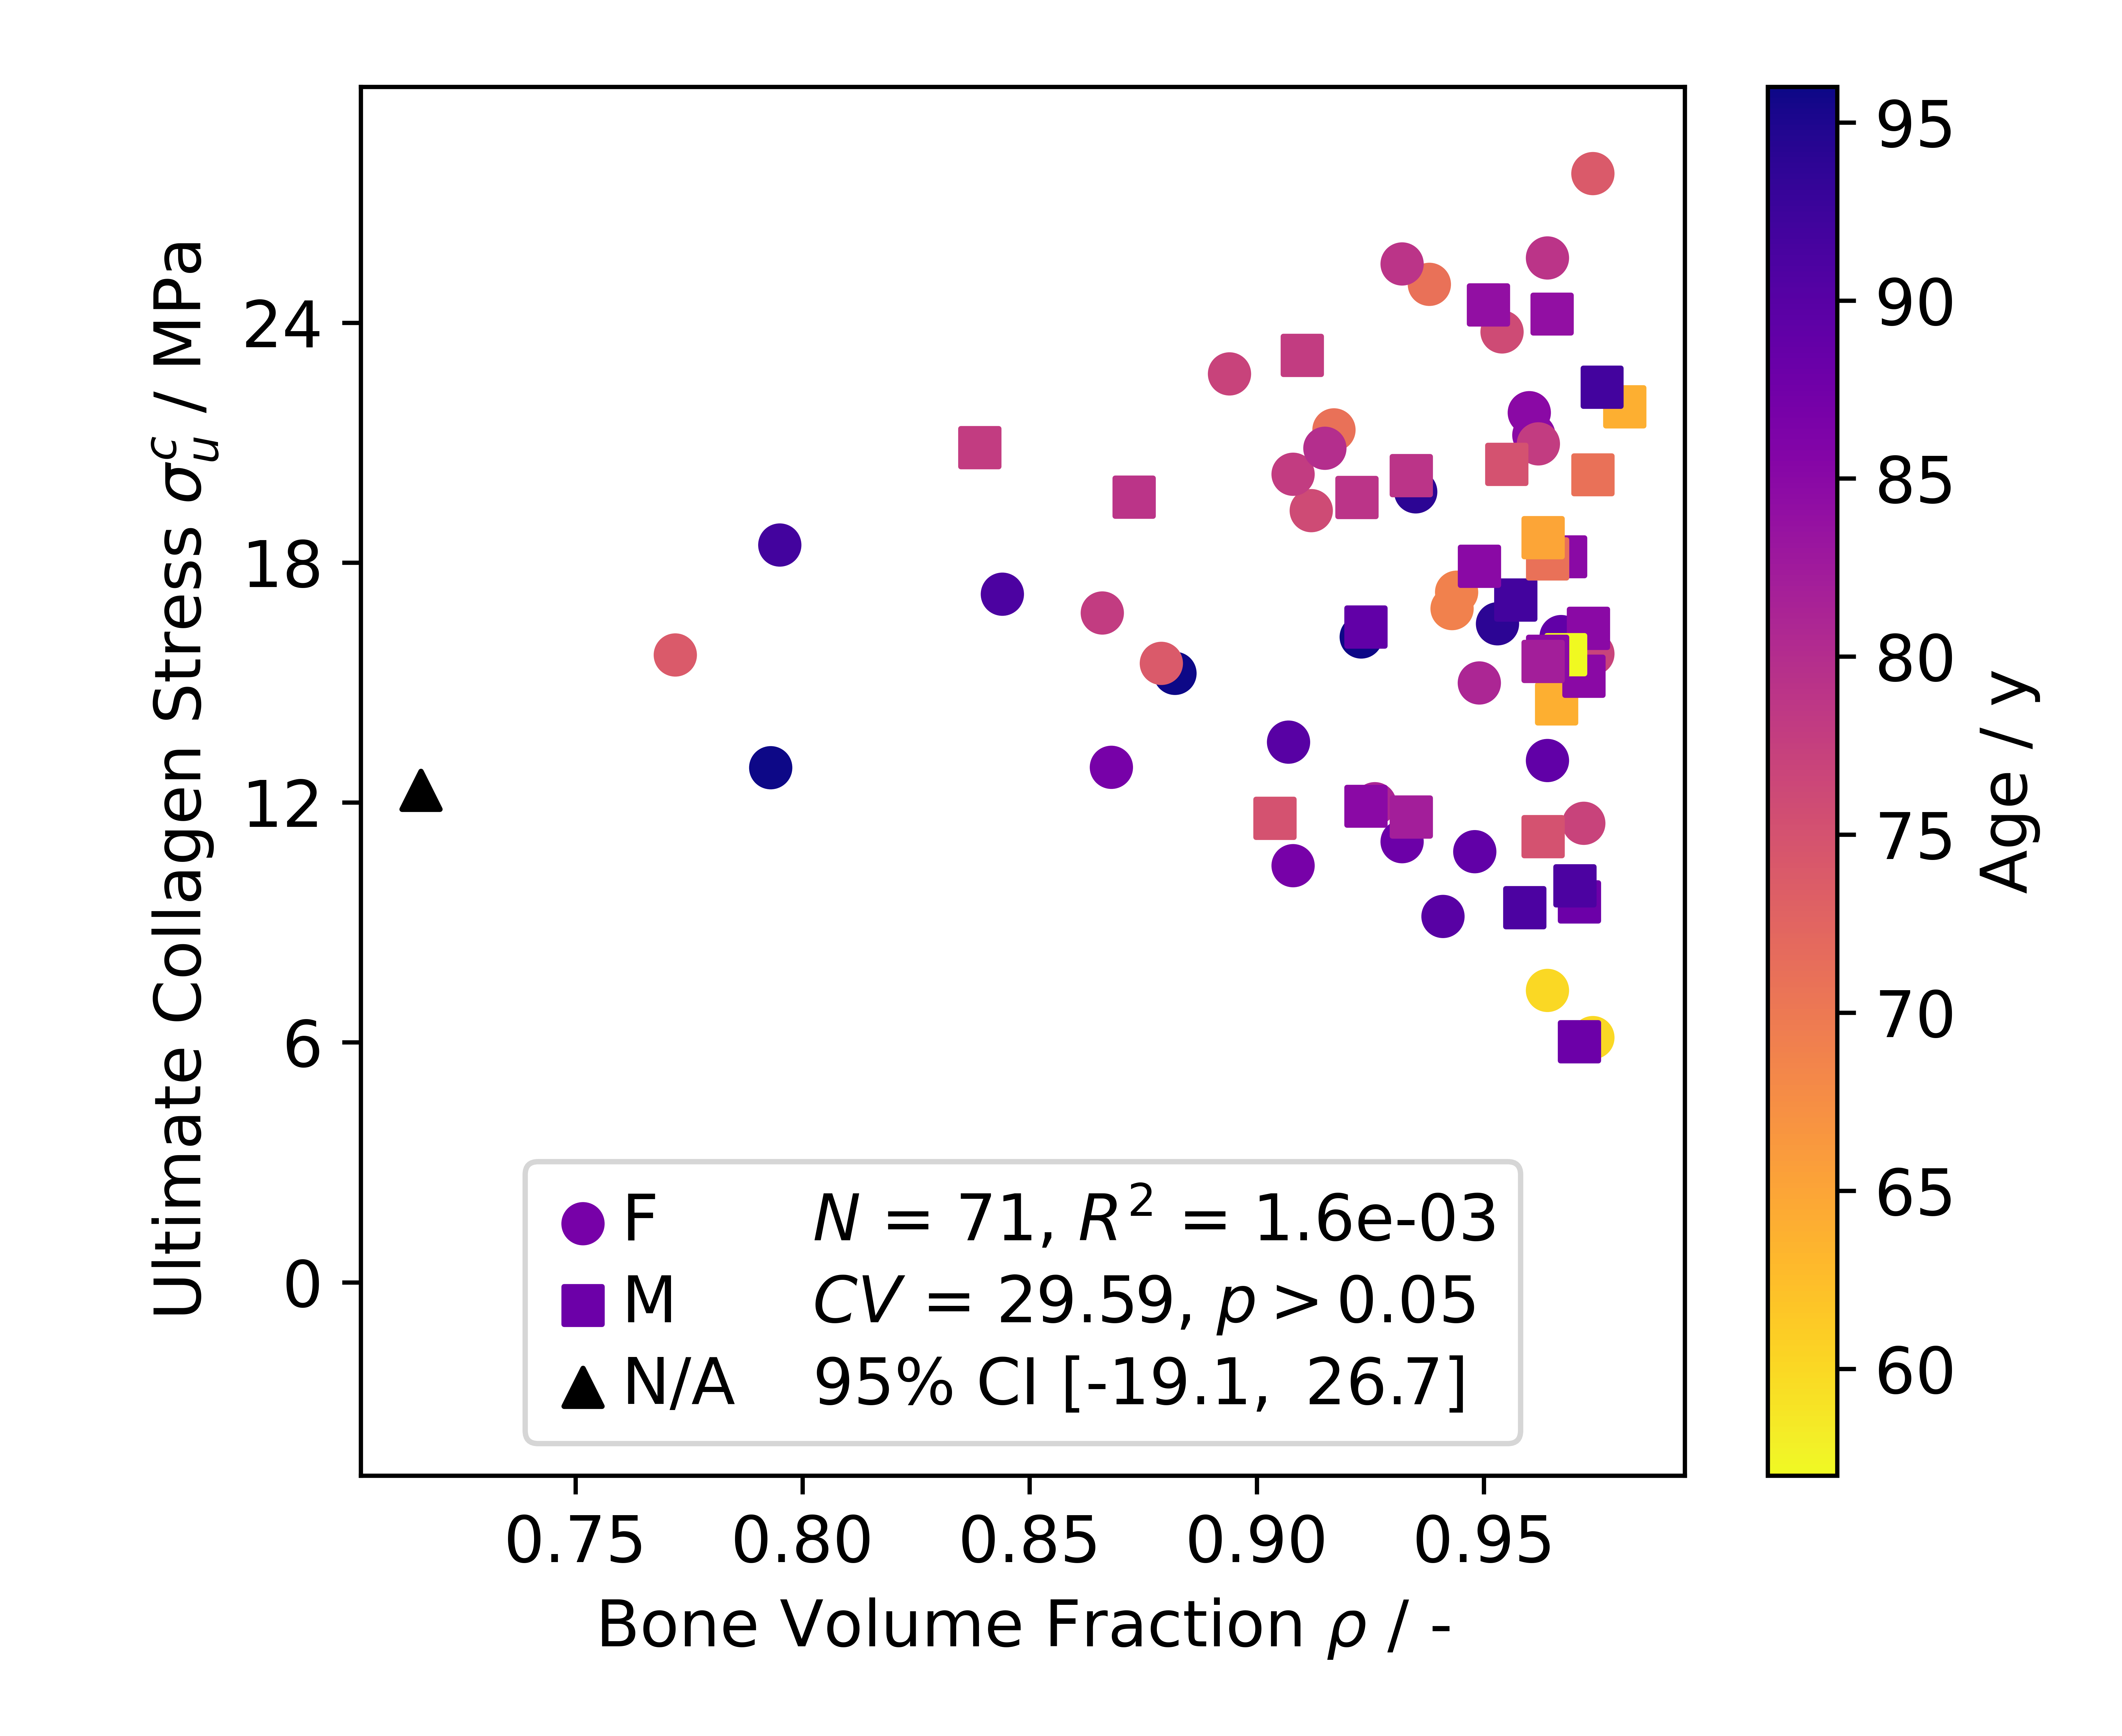 Ultimate Collagen Stress σᶜᵤ / MPa
24
18
12
6
0
F
N = 71, R² = 1.6e-03
M
CV = 29.59, p > 0.05
N/A
95% CI [-19.1, 26.7]
0.75 0.80 0.85 0.90 0.95
Bone Volume Fraction ρ / -
95
90
85
80
75
70
65
60
Age / y